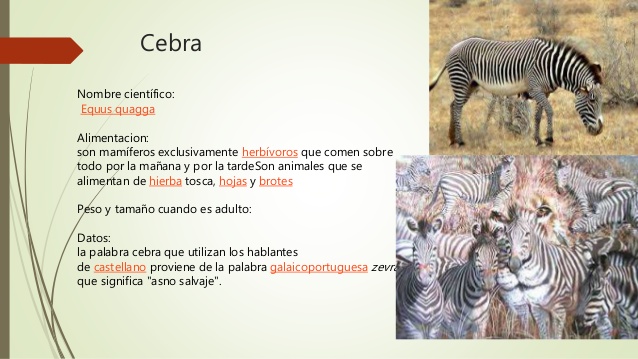 Cebra
Nombre científico:
Equus quagga
Alimentacion:
son mamíferos exclusivamente herbívoros que comen sobre
todo por la mañana y por la tardeSon animales que se
alimentan de hierba tosca, hojas y brotes
Peso y tamaño cuando es adulto:
Datos:
la palabra cebra que utilizan los hablantes
de castellano proviene de la palabra galaicoportuguesa zevra
que significa "asno salvaje".